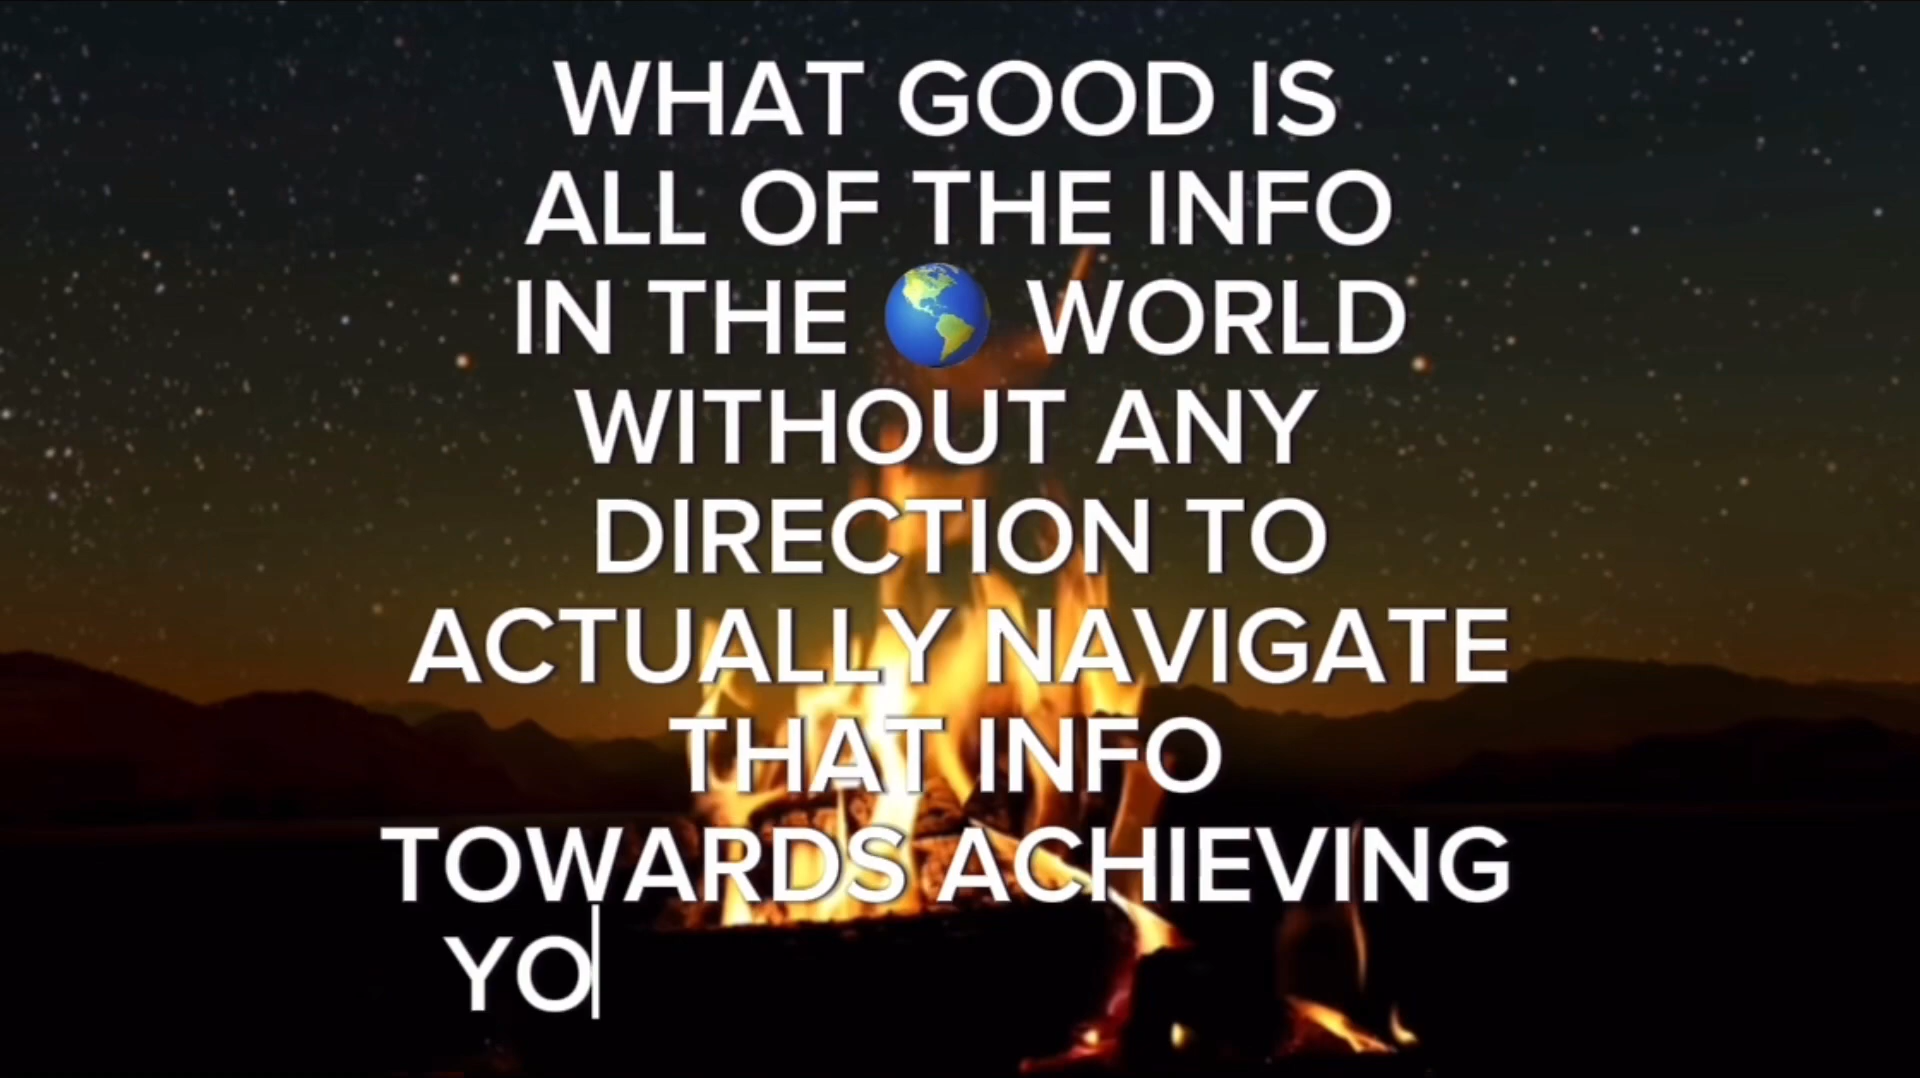 WHAT GOOD IS
ALL OF THE INFO
IN THE 🌎 WORLD
WITHOUT ANY
DIRECTION TO
ACTUALLY NAVIGATE
THAT INFO
TOWARDS ACHIEVING
YO